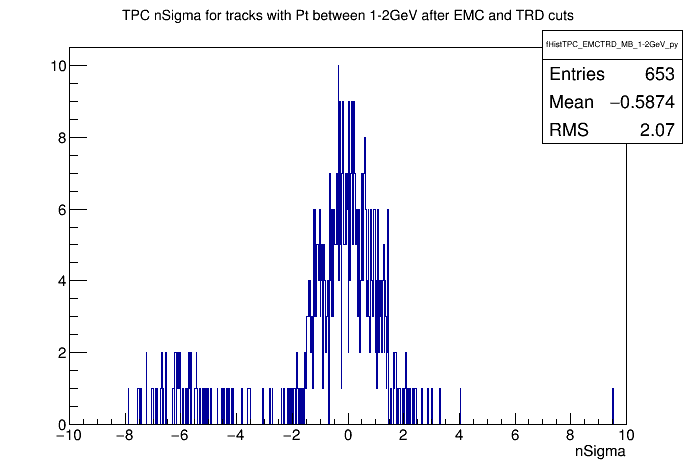 TPC nSigma for tracks with Pt between 1-2GeV after EMC and TRD cuts
fHistTPC_EMCTRD_MB_1-2GeV_py
Entries 653
Mean −0.5874
RMS 2.07
10
8
6
4
2
0
−10 −8 −6 −4 −2 0 2 4 6 8 10
nSigma